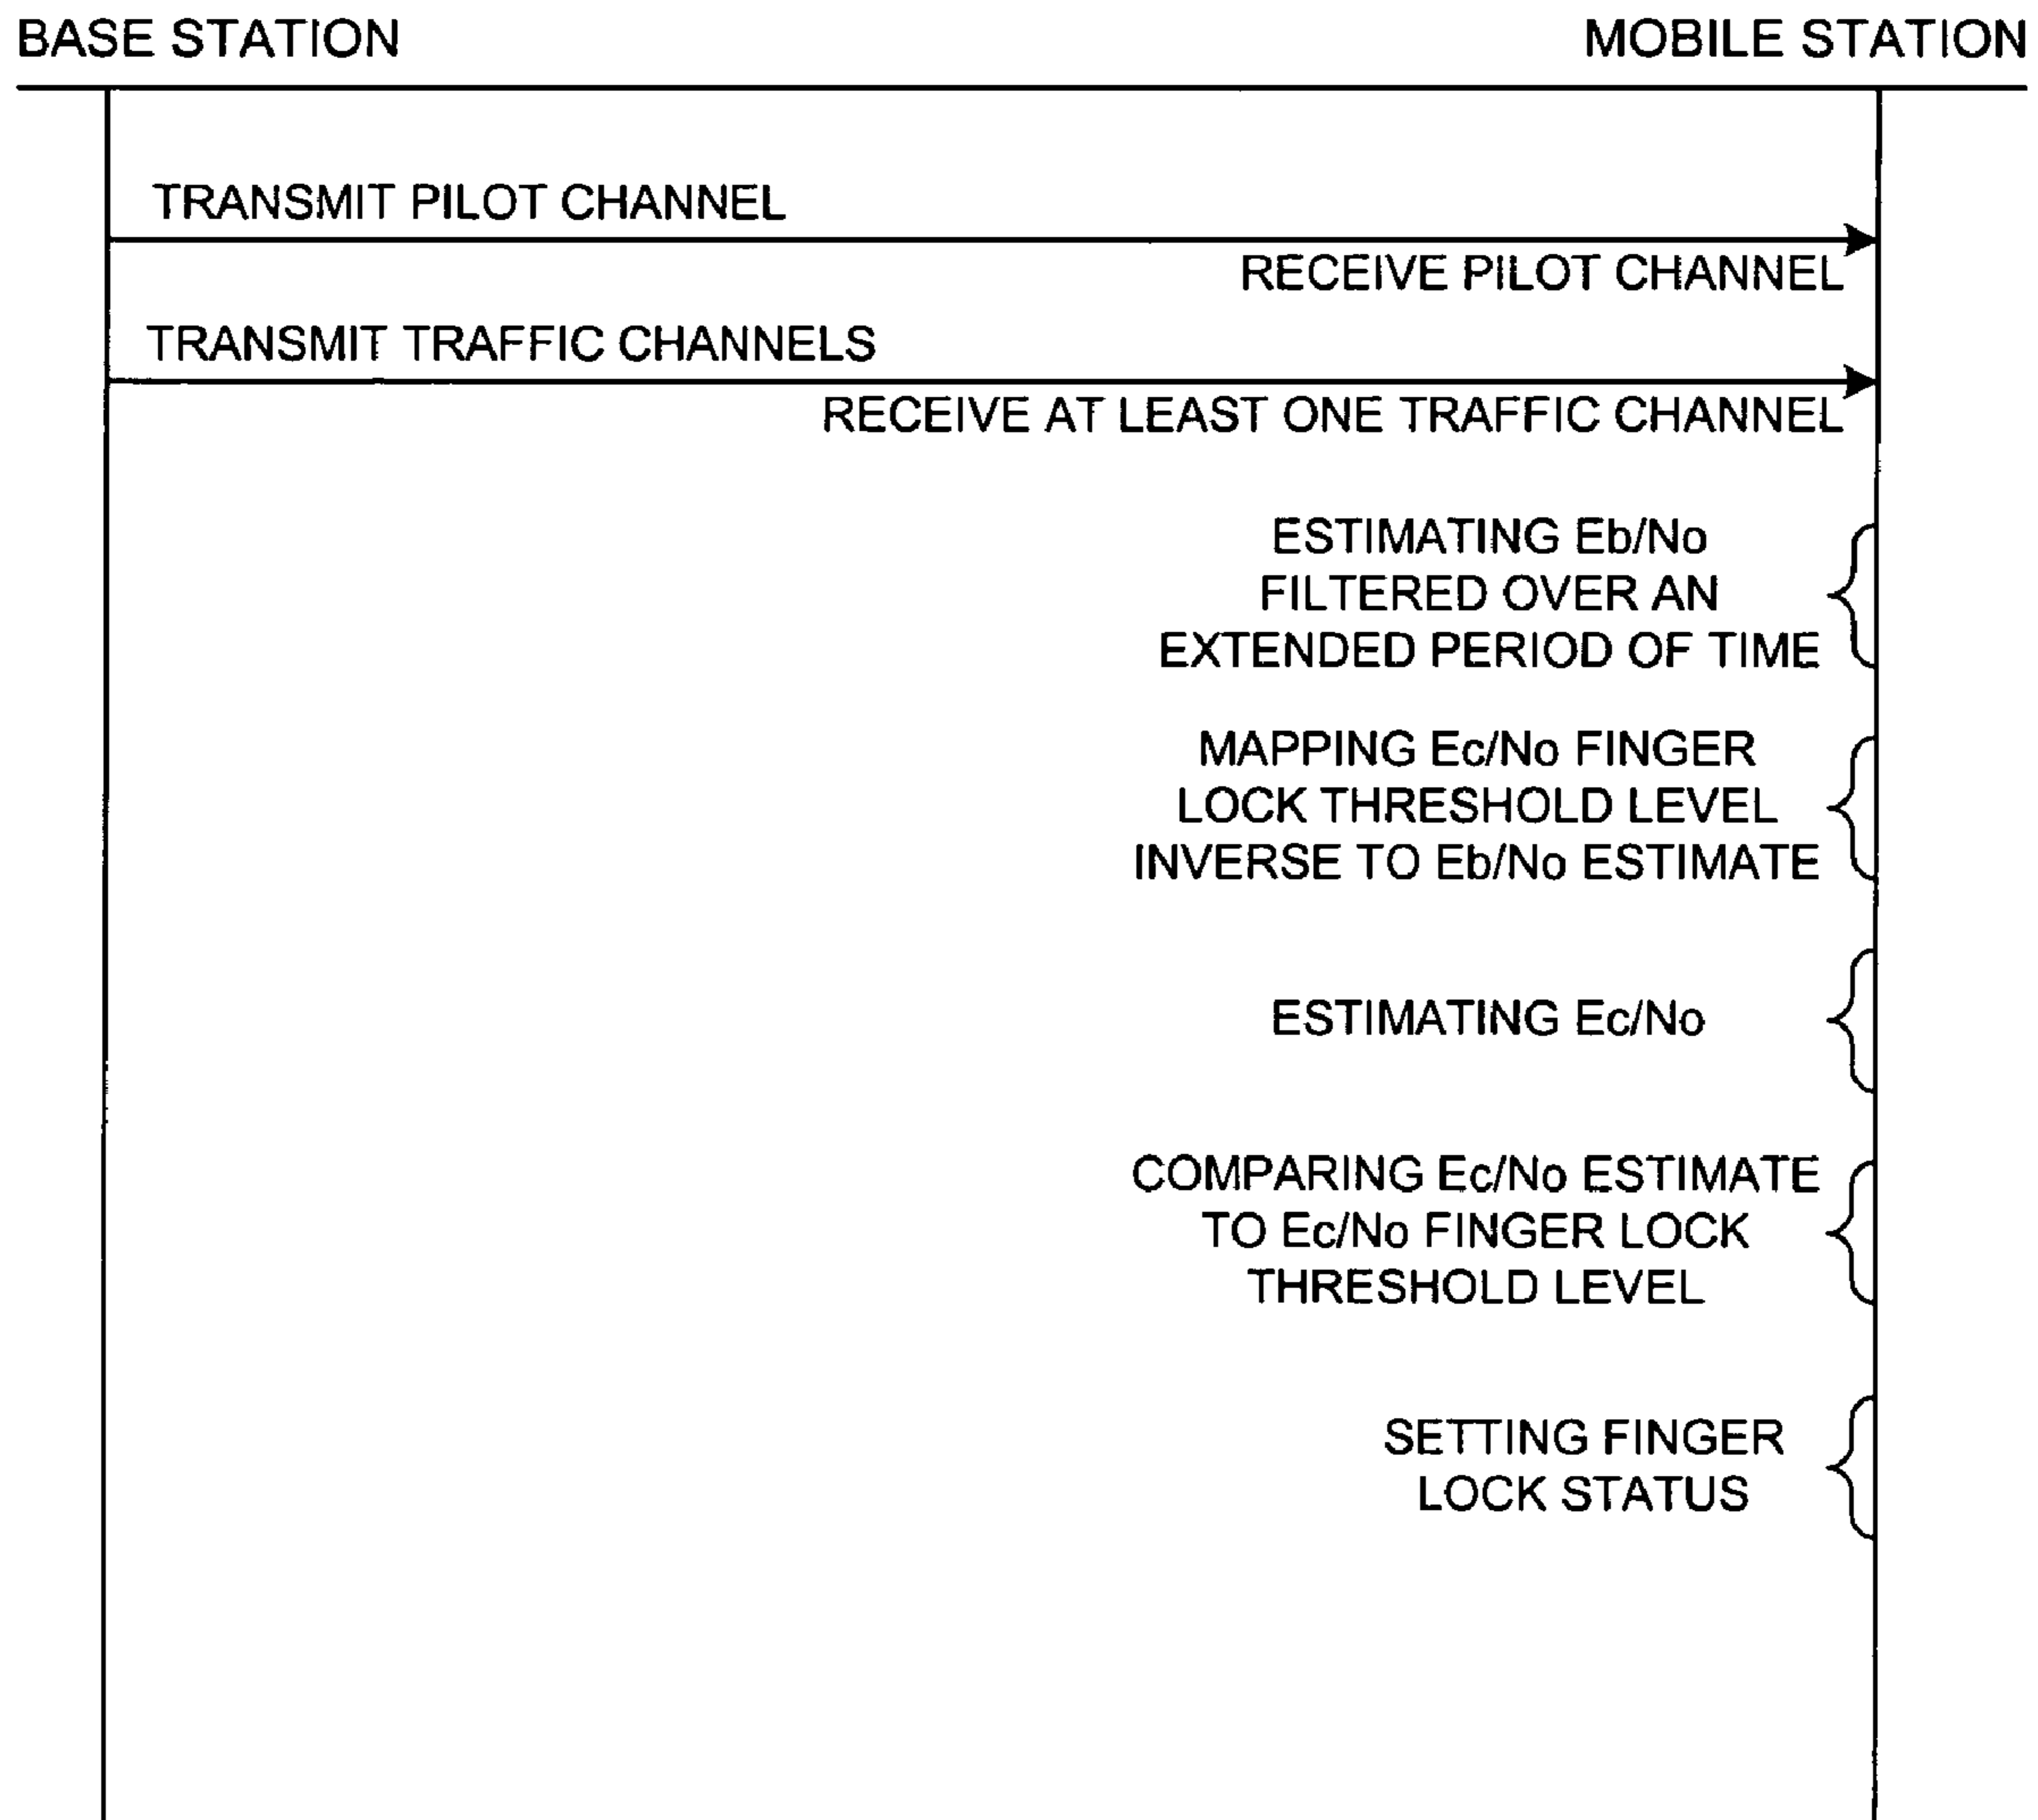 BASE STATION
MOBILE STATION
TRANSMIT PILOT CHANNEL
RECEIVE PILOT CHANNEL
TRANSMIT TRAFFIC CHANNELS
RECEIVE AT LEAST ONE TRAFFIC CHANNEL
ESTIMATING Eb/No
FILTERED OVER AN
EXTENDED PERIOD OF TIME
MAPPING Ec/No FINGER
LOCK THRESHOLD LEVEL
INVERSE TO Eb/No ESTIMATE
ESTIMATING Ec/No
COMPARING Ec/No ESTIMATE
TO Ec/No FINGER LOCK
THRESHOLD LEVEL
SETTING FINGER
LOCK STATUS